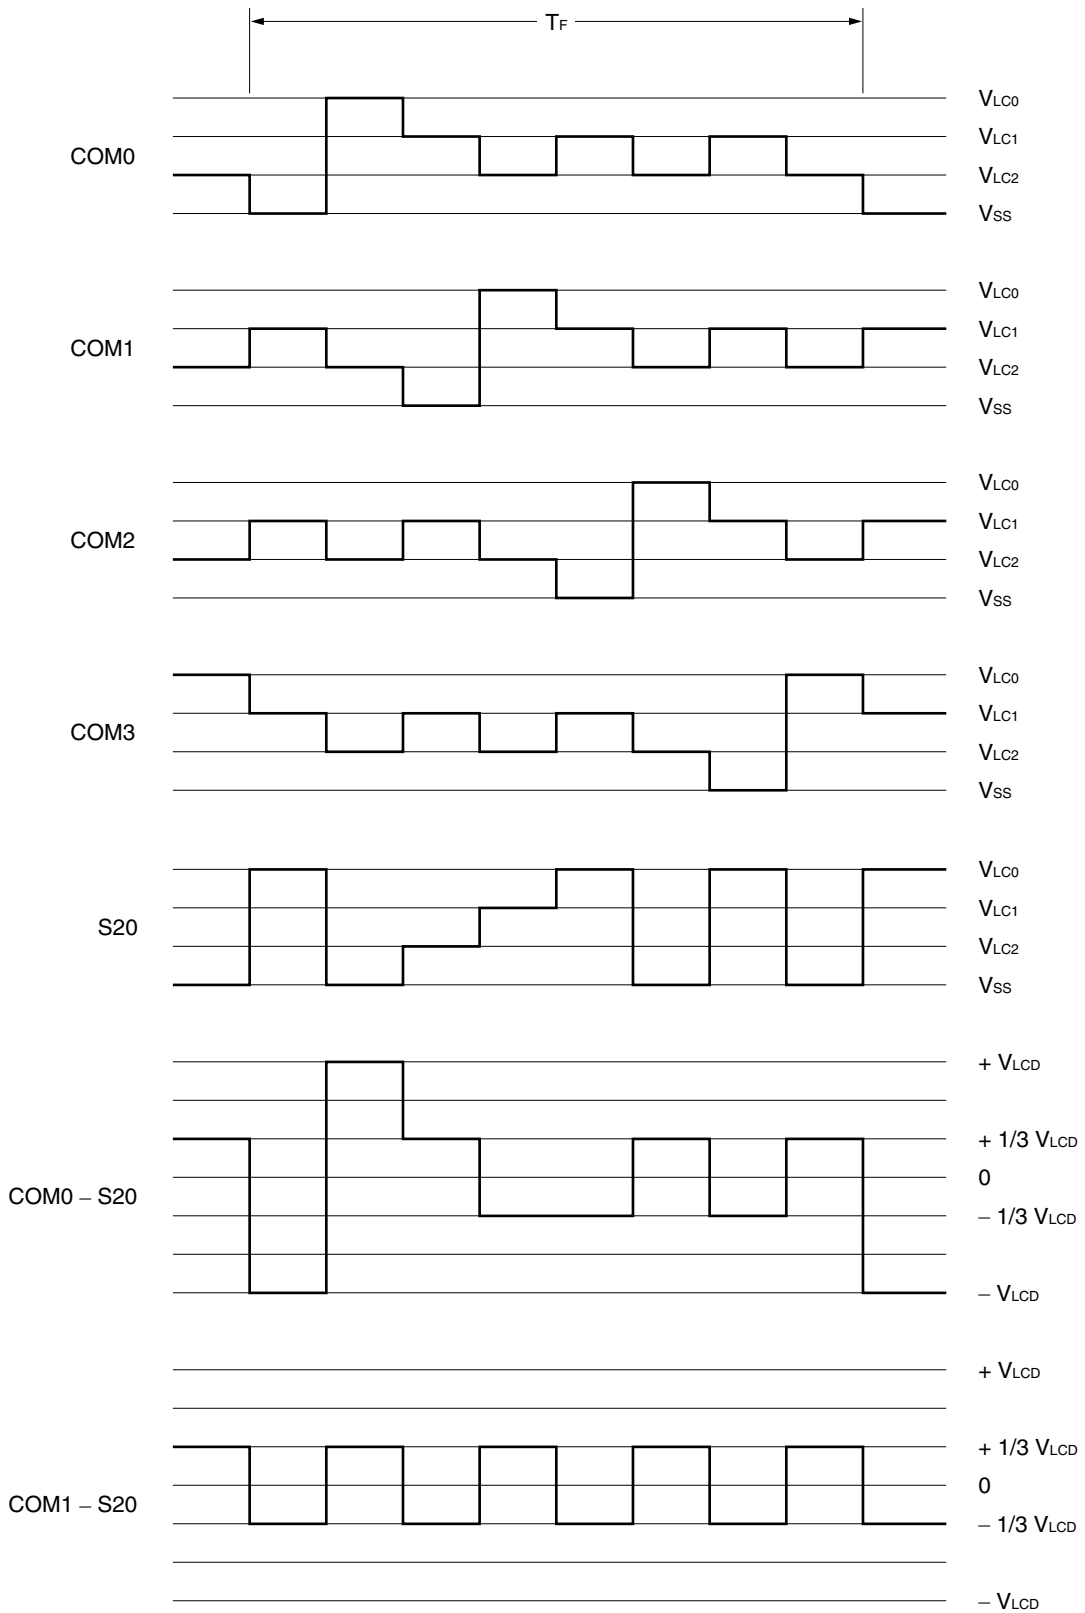 TF
COM0
VLC0
VLC1
VLC2
VSS
COM1
VLC0
VLC1
VLC2
VSS
COM2
VLC0
VLC1
VLC2
VSS
COM3
VLC0
VLC1
VLC2
VSS
S20
VLC0
VLC1
VLC2
VSS
COM0 – S20
+ VLCD
+ 1/3 VLCD
0
– 1/3 VLCD
– VLCD
COM1 – S20
+ VLCD
+ 1/3 VLCD
0
– 1/3 VLCD
– VLCD